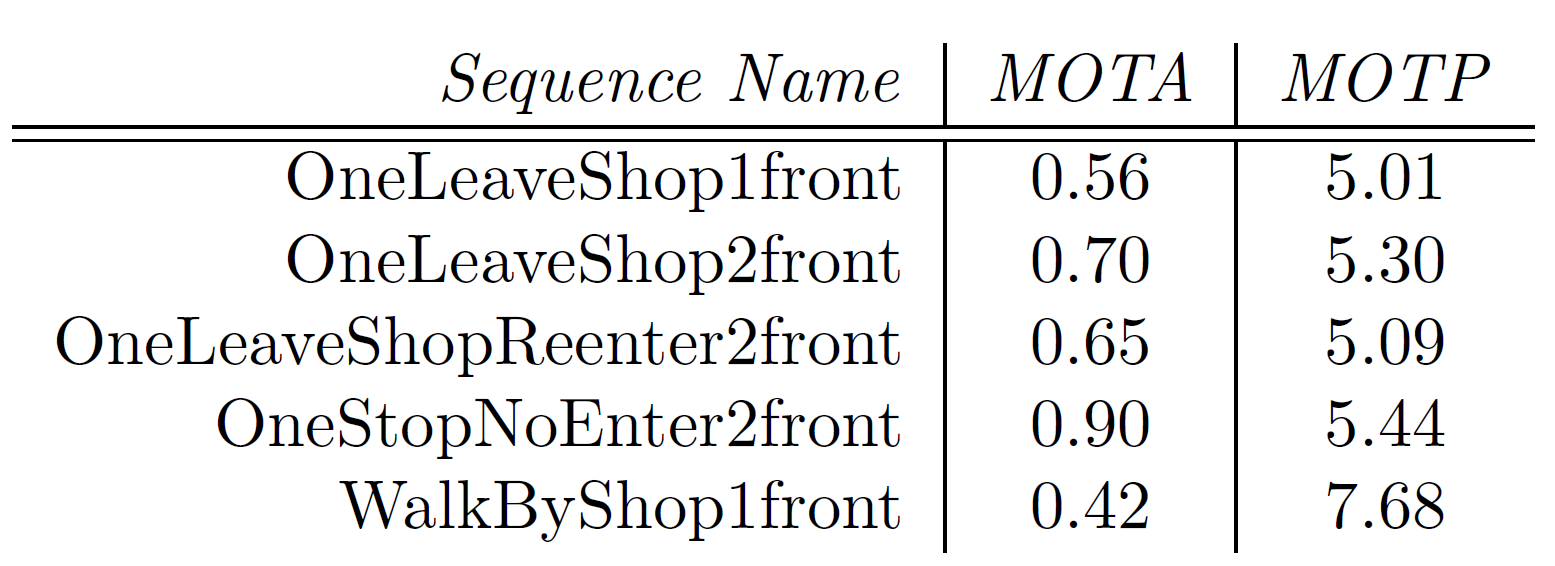 Sequence Name MOTA MOTP
OneLeaveShop1front 0.56 5.01
OneLeaveShop2front 0.70 5.30
OneLeaveShopReenter2front 0.65 5.09
OneStopNoEnter2front 0.90 5.44
WalkByShop1front 0.42 7.68